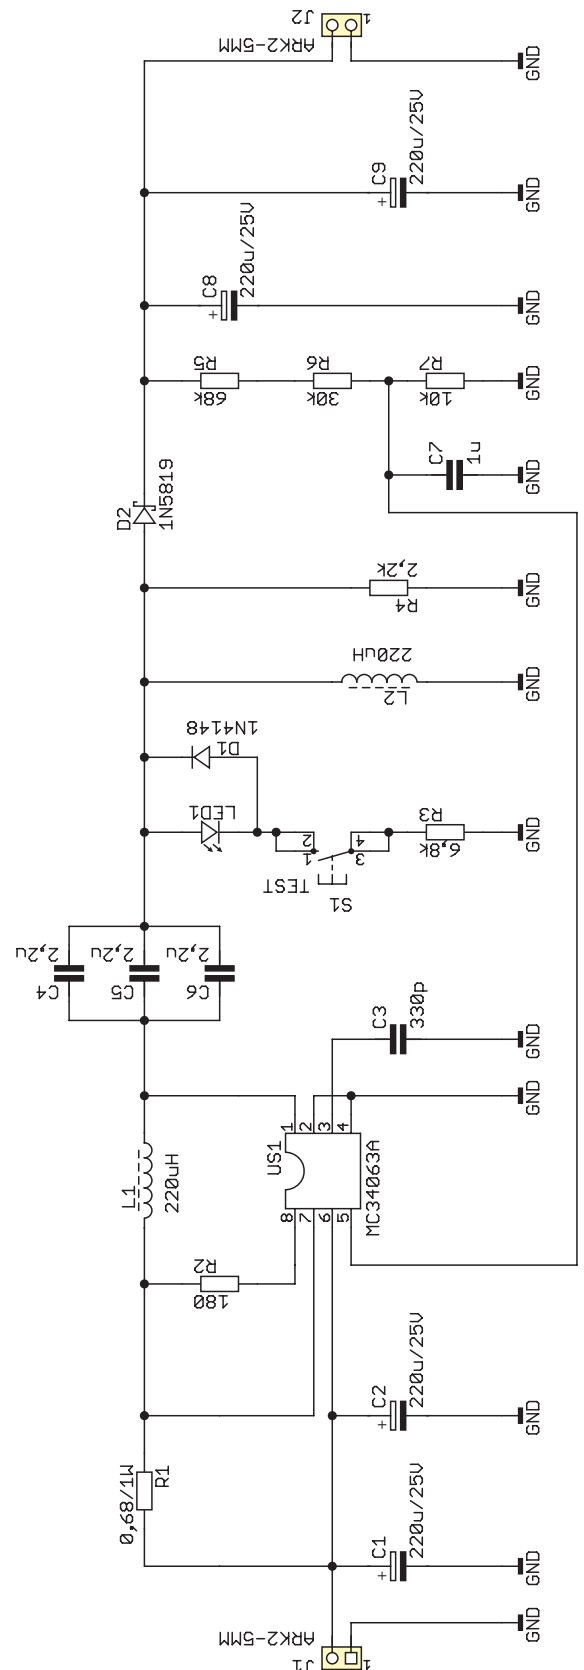 J2
1
ARK2-5MM
GND
C9
220u/25V
GND
C8
220u/25V
GND
R5
68k
R6
30k
R7
10k
GND
C7
1u
GND
D2
1N5819
2,2k
R4
GND
220uH
L2
GND
1N4148
D1
LED1
2
1
4
3
R3
6,8k
GND
TEST
S1
2,2u
C4
2,2u
C5
2,2u
C6
C3
330p
GND
GND
1
2
3
4
US1
MC34063A
8
7
6
5
L1
220uH
R2
180
C2
220u/25V
GND
0,68/1W
R1
C1
220u/25V
GND
GND
ARK2-5MM
J1
1